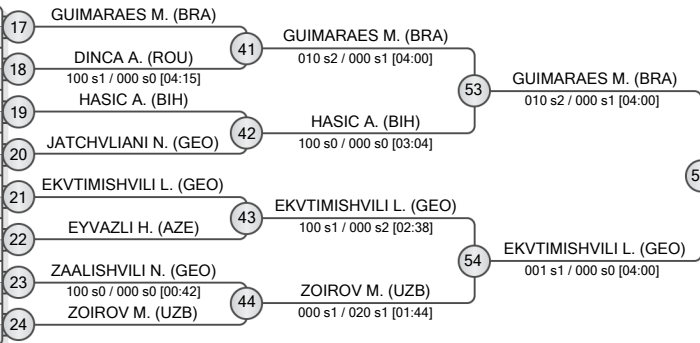 17
GUIMARAES M. (BRA)
18
DINCA A. (ROU)
100 s1 / 000 s0 [04:15]
41
GUIMARAES M. (BRA)
010 s2 / 000 s1 [04:00]
19
HASIC A. (BIH)
20
JATCHVLIANI N. (GEO)
42
HASIC A. (BIH)
100 s0 / 000 s0 [03:04]
53
GUIMARAES M. (BRA)
010 s2 / 000 s1 [04:00]
21
EKVTIMISHVILI L. (GEO)
22
EYVAZLI H. (AZE)
43
EKVTIMISHVILI L. (GEO)
100 s1 / 000 s2 [02:38]
23
ZAALISHVILI N. (GEO)
100 s0 / 000 s0 [00:42]
24
ZOIROV M. (UZB)
44
ZOIROV M. (UZB)
000 s1 / 020 s1 [01:44]
54
EKVTIMISHVILI L. (GEO)
001 s1 / 000 s0 [04:00]